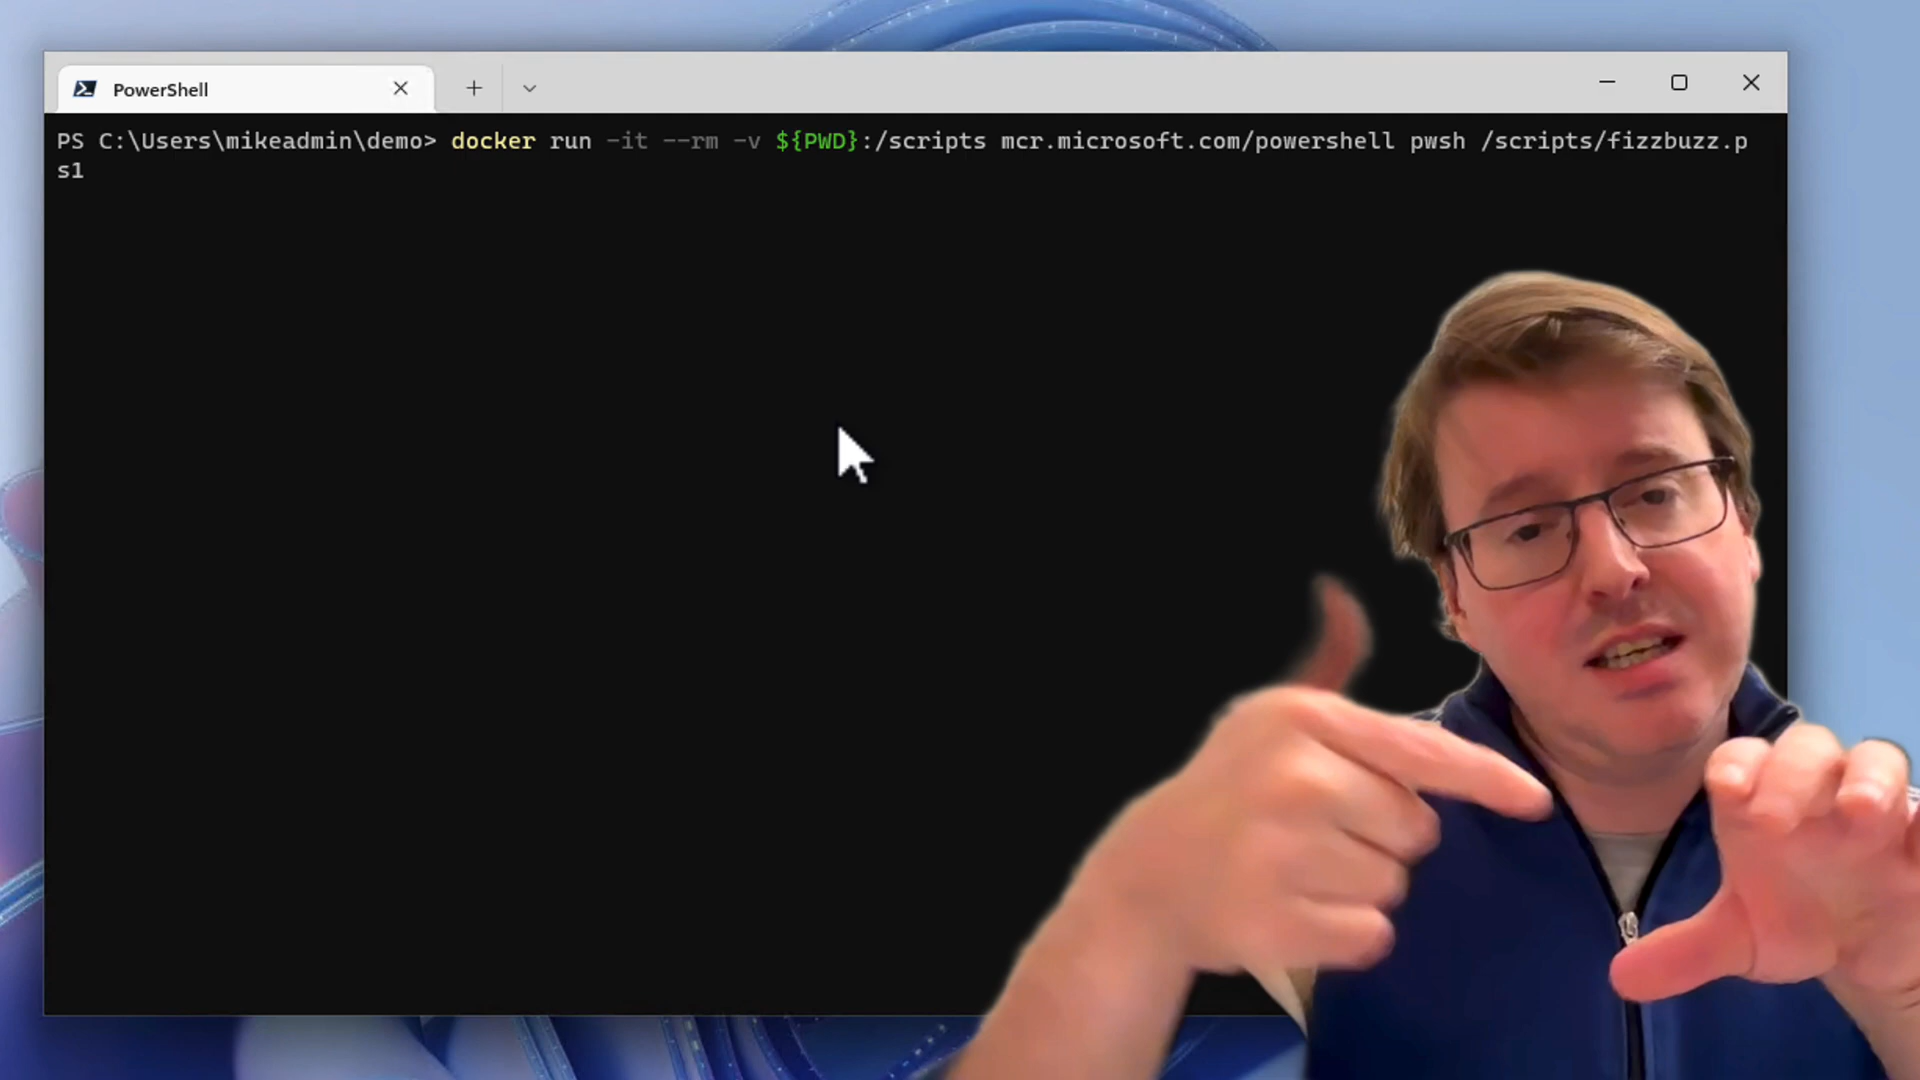 PowerShell
PS C:\Users\mikeadmin\demo> docker run -it --rm -v ${PWD}:/scripts mcr.microsoft.com/powershell pwsh /scripts/fizzbuzz.p
s1